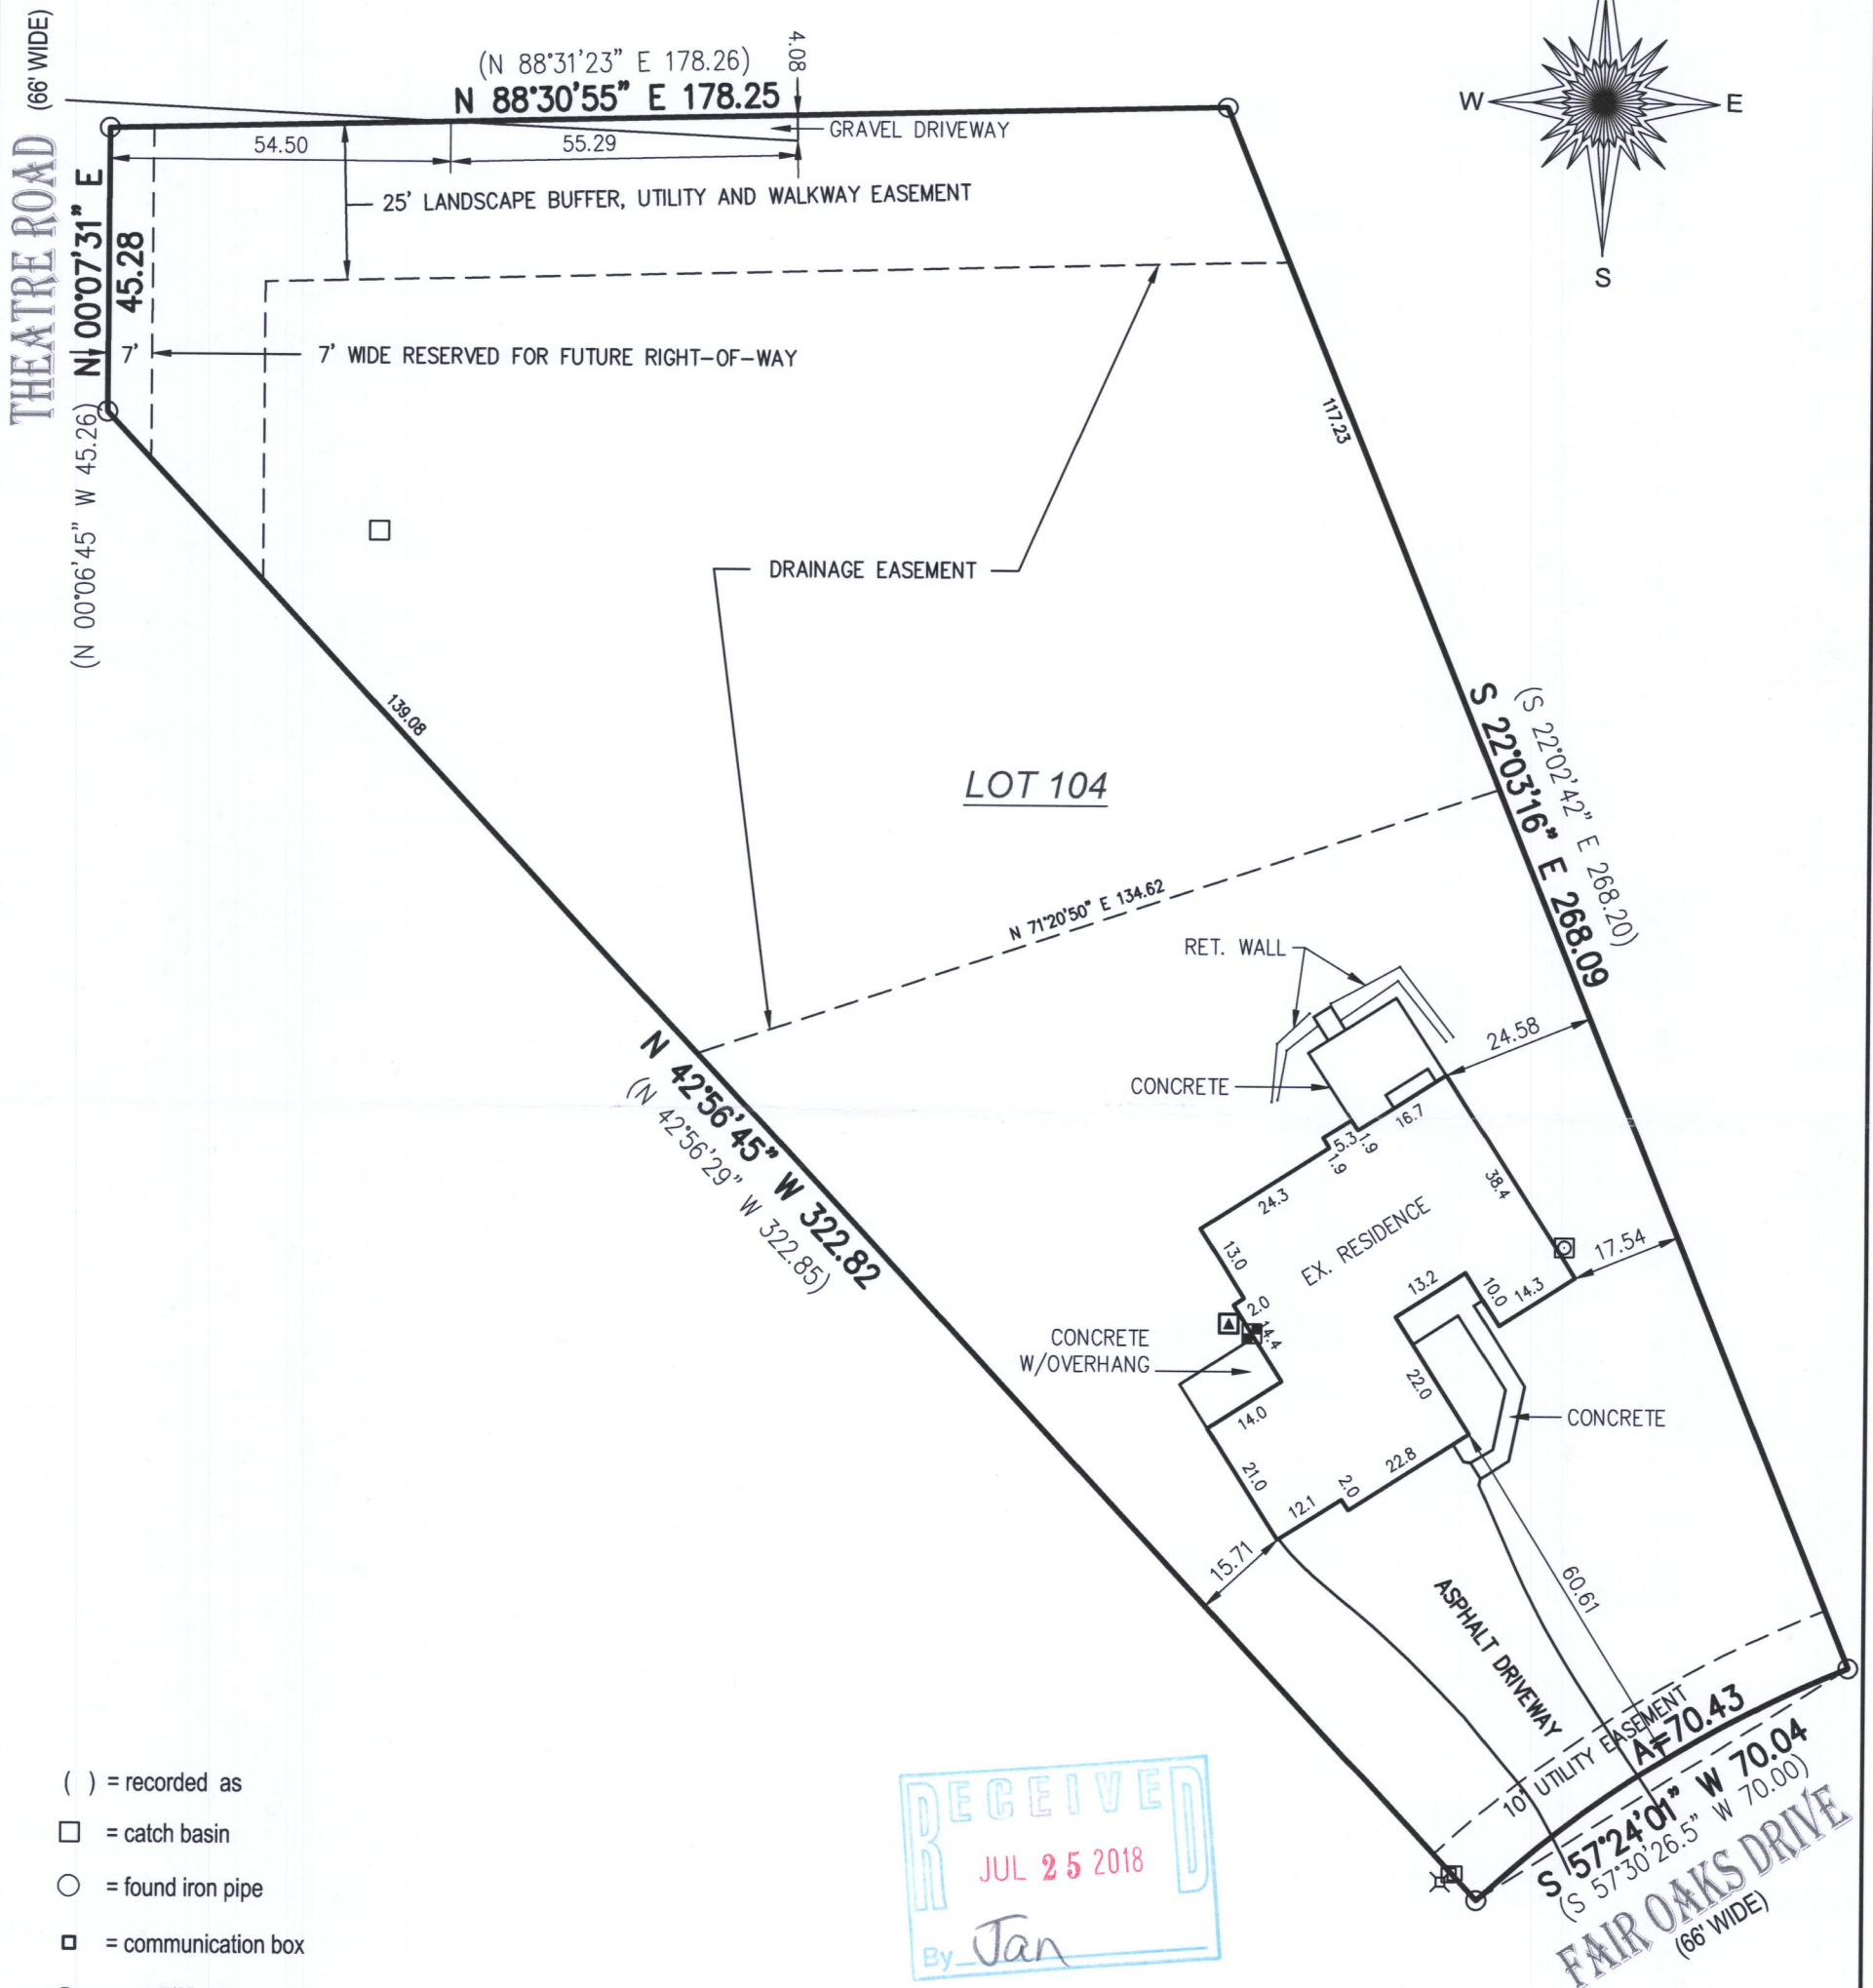 (66' WIDE)
THEATRE ROAD
(N 88°31'23" E 178.26)
N 88°30'55" E 178.25
4.08
GRAVEL DRIVEWAY
54.50
55.29
25' LANDSCAPE BUFFER, UTILITY AND WALKWAY EASEMENT
N 00°07'31" E
45.28
(N 00°06'45" W 45.26)
7'
7' WIDE RESERVED FOR FUTURE RIGHT-OF-WAY
W
E
S
117.23
DRAINAGE EASEMENT
139.08
LOT 104
S 22°03'16" E 268.09
(S 22°02'42" E 268.20)
N 71°20'50" E 134.62
RET. WALL
24.58
CONCRETE
16.7
5.3
1.9
1.9
24.3
38.4
N 42°56'45" W 322.82
(N 42°56'29" W 322.85)
13.0
EX. RESIDENCE
17.54
13.2
10.0
14.3
2.0
14.4
CONCRETE
W/OVERHANG
22.0
14.0
CONCRETE
22.8
21.0
2.0
12.1
15.71
60.61
ASPHALT DRIVEWAY
10' UTILITY EASEMENT
A=70.43
S 57°24'01" W 70.04
(S 57°30'26.5" W 70.00)
FAIR OAKS DRIVE
(66' WIDE)
( ) = recorded as
= catch basin
= found iron pipe
= communication box
RECEIVED
JUL 25 2018
By Jan